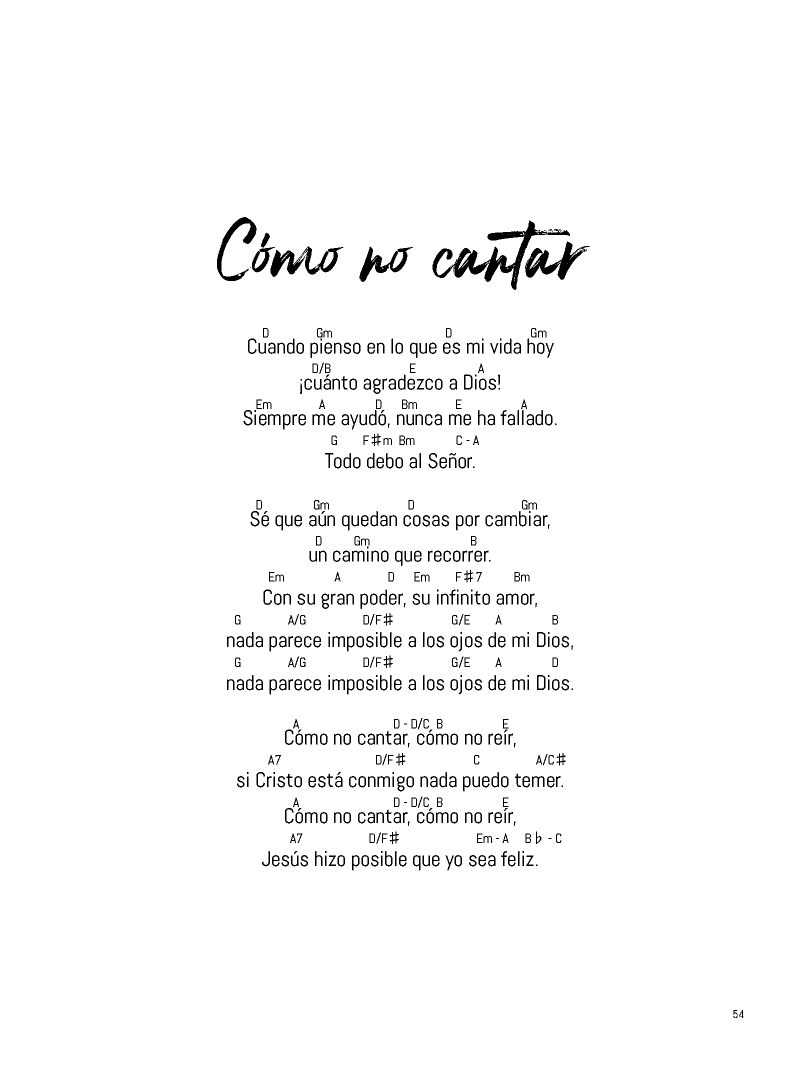 Cómo no cantar
D Gm D Gm
Cuando pienso en lo que es mi vida hoy
D/B E A
¡cuánto agradezco a Dios!
Em A D Bm E A
Siempre me ayudó, nunca me ha fallado.
G F♯m Bm C - A
Todo debo al Señor.
D Gm D Gm
Sé que aún quedan cosas por cambiar,
D Gm B
un camino que recorrer.
Em A D Em F♯7 Bm
Con su gran poder, su infinito amor,
G A/G D/F♯ G/E A B
nada parece imposible a los ojos de mi Dios,
G A/G D/F♯ G/E A D
nada parece imposible a los ojos de mi Dios.
A D - D/C B E
Cómo no cantar, cómo no reír,
A7 D/F♯ C A/C♯
si Cristo está conmigo nada puedo temer.
A D - D/C B E
Cómo no cantar, cómo no reír,
A7 D/F♯ Em - A B♭ - C
Jesús hizo posible que yo sea feliz.
54